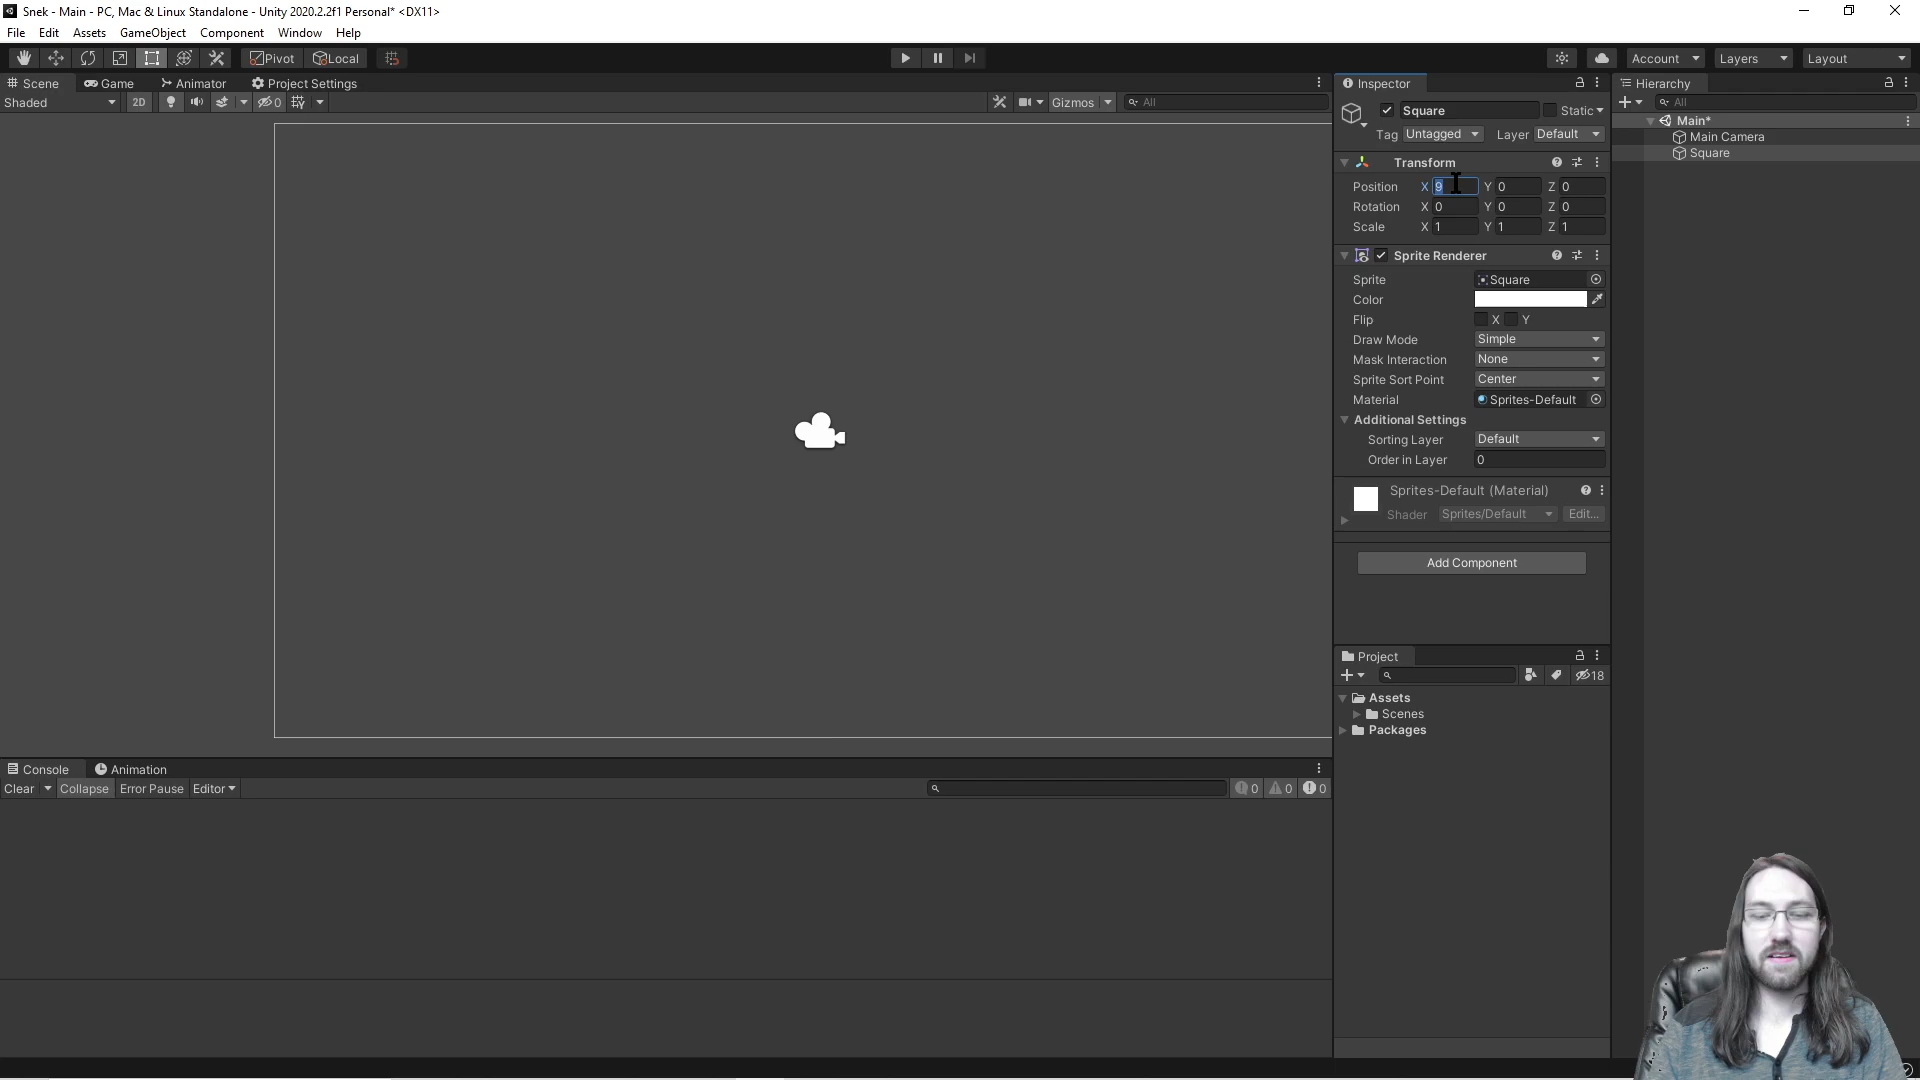 Snek - Main - PC, Mac & Linux Standalone - Unity 2020.2.2f1 Personal* <DX11>
File Edit Assets GameObject Component Window Help
Pivot Local Account Layers Layout
Scene Game Animator Project Settings
Shaded 2D 0 Gizmos All
Inspector
Square Static
Tag Untagged Layer Default
Transform
Position X 9 Y 0 Z 0
Rotation X 0 Y 0 Z 0
Scale X 1 Y 1 Z 1
Sprite Renderer
Sprite Square
Color
Flip X Y
Draw Mode Simple
Mask Interaction None
Sprite Sort Point Center
Material Sprites-Default
Additional Settings
Sorting Layer Default
Order in Layer 0
Sprites-Default (Material)
Shader Sprites/Default Edit...
Add Component
Hierarchy
All
Main*
Main Camera
Square
Project
18
Assets
Scenes
Packages
Console Animation
Clear Collapse Error Pause Editor 0 0 0